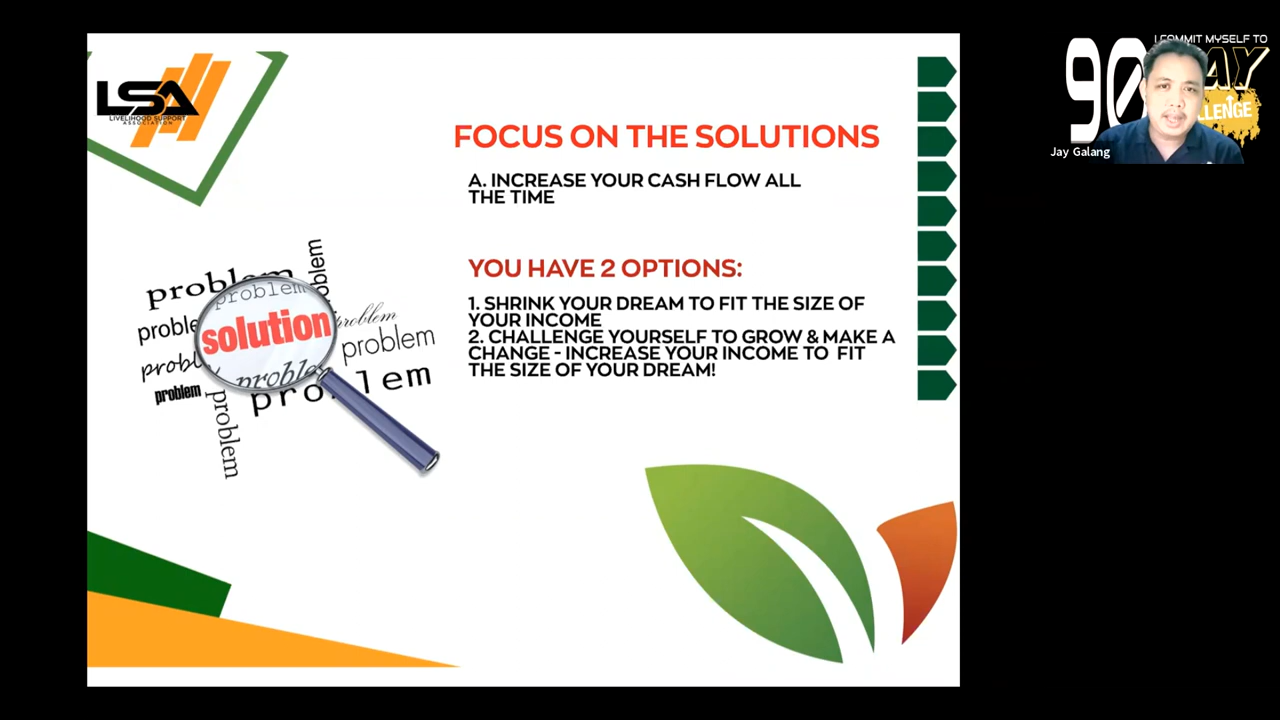 LSA
LIVELIHOOD SUPPORT
ASSOCIATION
FOCUS ON THE SOLUTIONS
A. INCREASE YOUR CASH FLOW ALL
THE TIME
YOU HAVE 2 OPTIONS:
1. SHRINK YOUR DREAM TO FIT THE SIZE OF
YOUR INCOME
2. CHALLENGE YOURSELF TO GROW & MAKE A
CHANGE - INCREASE YOUR INCOME TO FIT
THE SIZE OF YOUR DREAM!
problem
problem
problem
solution
problem
problem
problem
problem
problem
I COMMIT MYSELF TO
90
Jay Galang